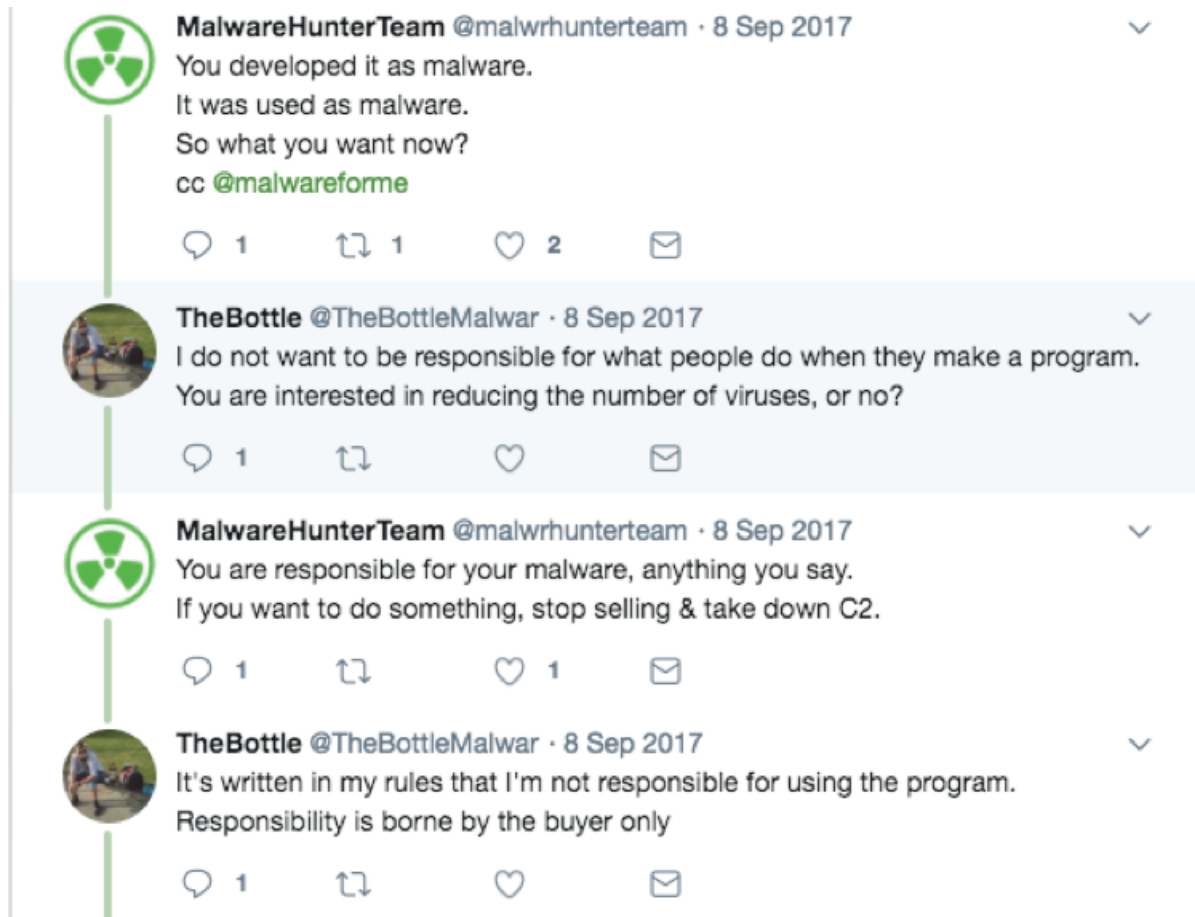 MalwareHunterTeam @malwrhunterteam · 8 Sep 2017
You developed it as malware.
It was used as malware.
So what you want now?
cc @malwareforme
1 1 2
TheBottle @TheBottleMalwar · 8 Sep 2017
I do not want to be responsible for what people do when they make a program.
You are interested in reducing the number of viruses, or no?
1
MalwareHunterTeam @malwrhunterteam · 8 Sep 2017
You are responsible for your malware, anything you say.
If you want to do something, stop selling & take down C2.
1 1
TheBottle @TheBottleMalwar · 8 Sep 2017
It's written in my rules that I'm not responsible for using the program.
Responsibility is borne by the buyer only
1